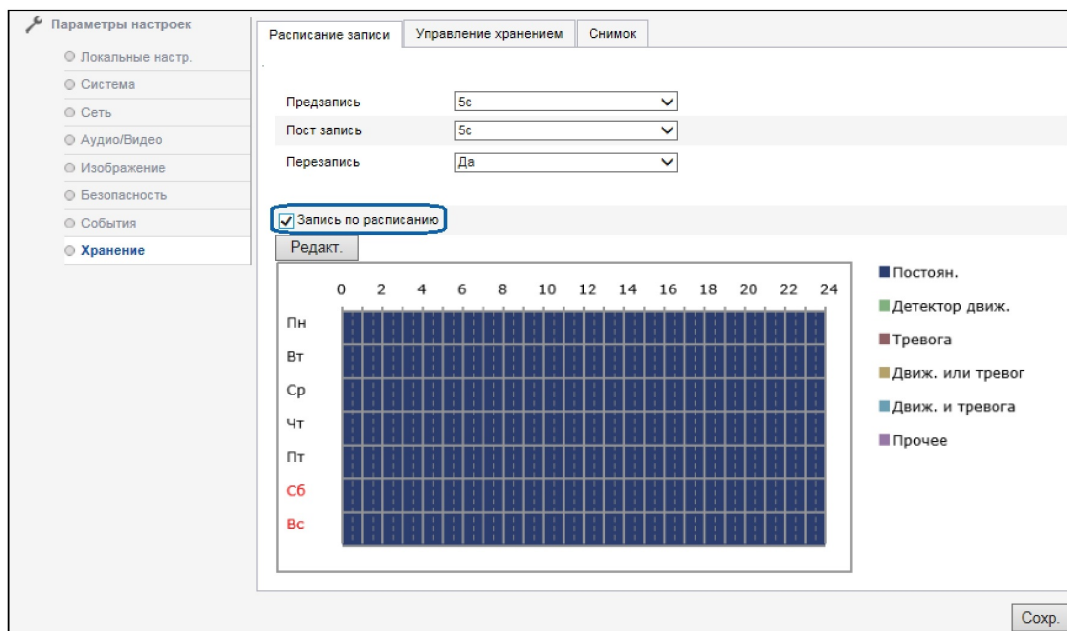 Параметры настроек
Локальные настр.
Система
Сеть
Аудио/Видео
Изображение
Безопасность
События
Хранение
Расписание записи Управление хранением Снимок
Предзапись 5с
Пост запись 5с
Перезапись Да
Запись по расписанию
Редакт.
0 2 4 6 8 10 12 14 16 18 20 22 24
Пн
Вт
Ср
Чт
Пт
Сб
Вс
Постоян.
Детектор движ.
Тревога
Движ. или тревог
Движ. и тревога
Прочее
Сохр.